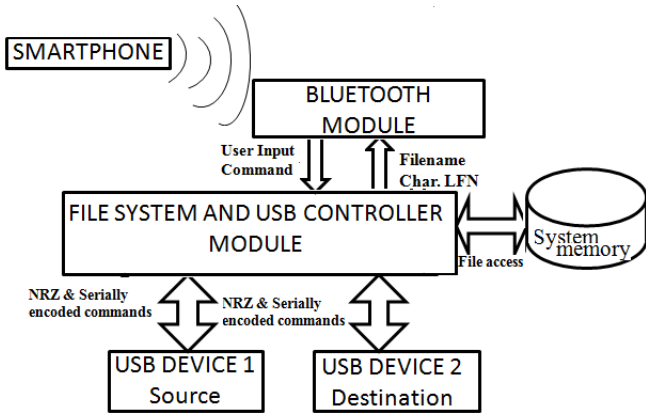 SMARTPHONE
BLUETOOTH
MODULE
User Input
Command
Filename
Char. LFN
FILE SYSTEM AND USB CONTROLLER
MODULE
System
memory
File access
NRZ & Serially
encoded commands
NRZ & Serially
encoded commands
USB DEVICE 1
Source
USB DEVICE 2
Destination